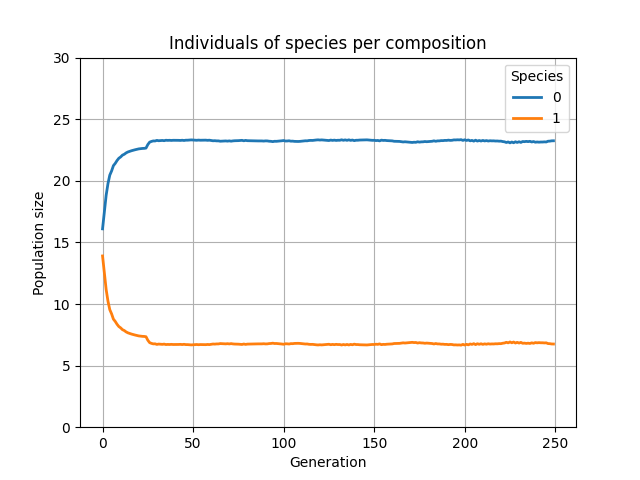 Individuals of species per composition
Species
0
1
Population size
30
25
20
15
10
5
0
0 50 100 150 200 250
Generation